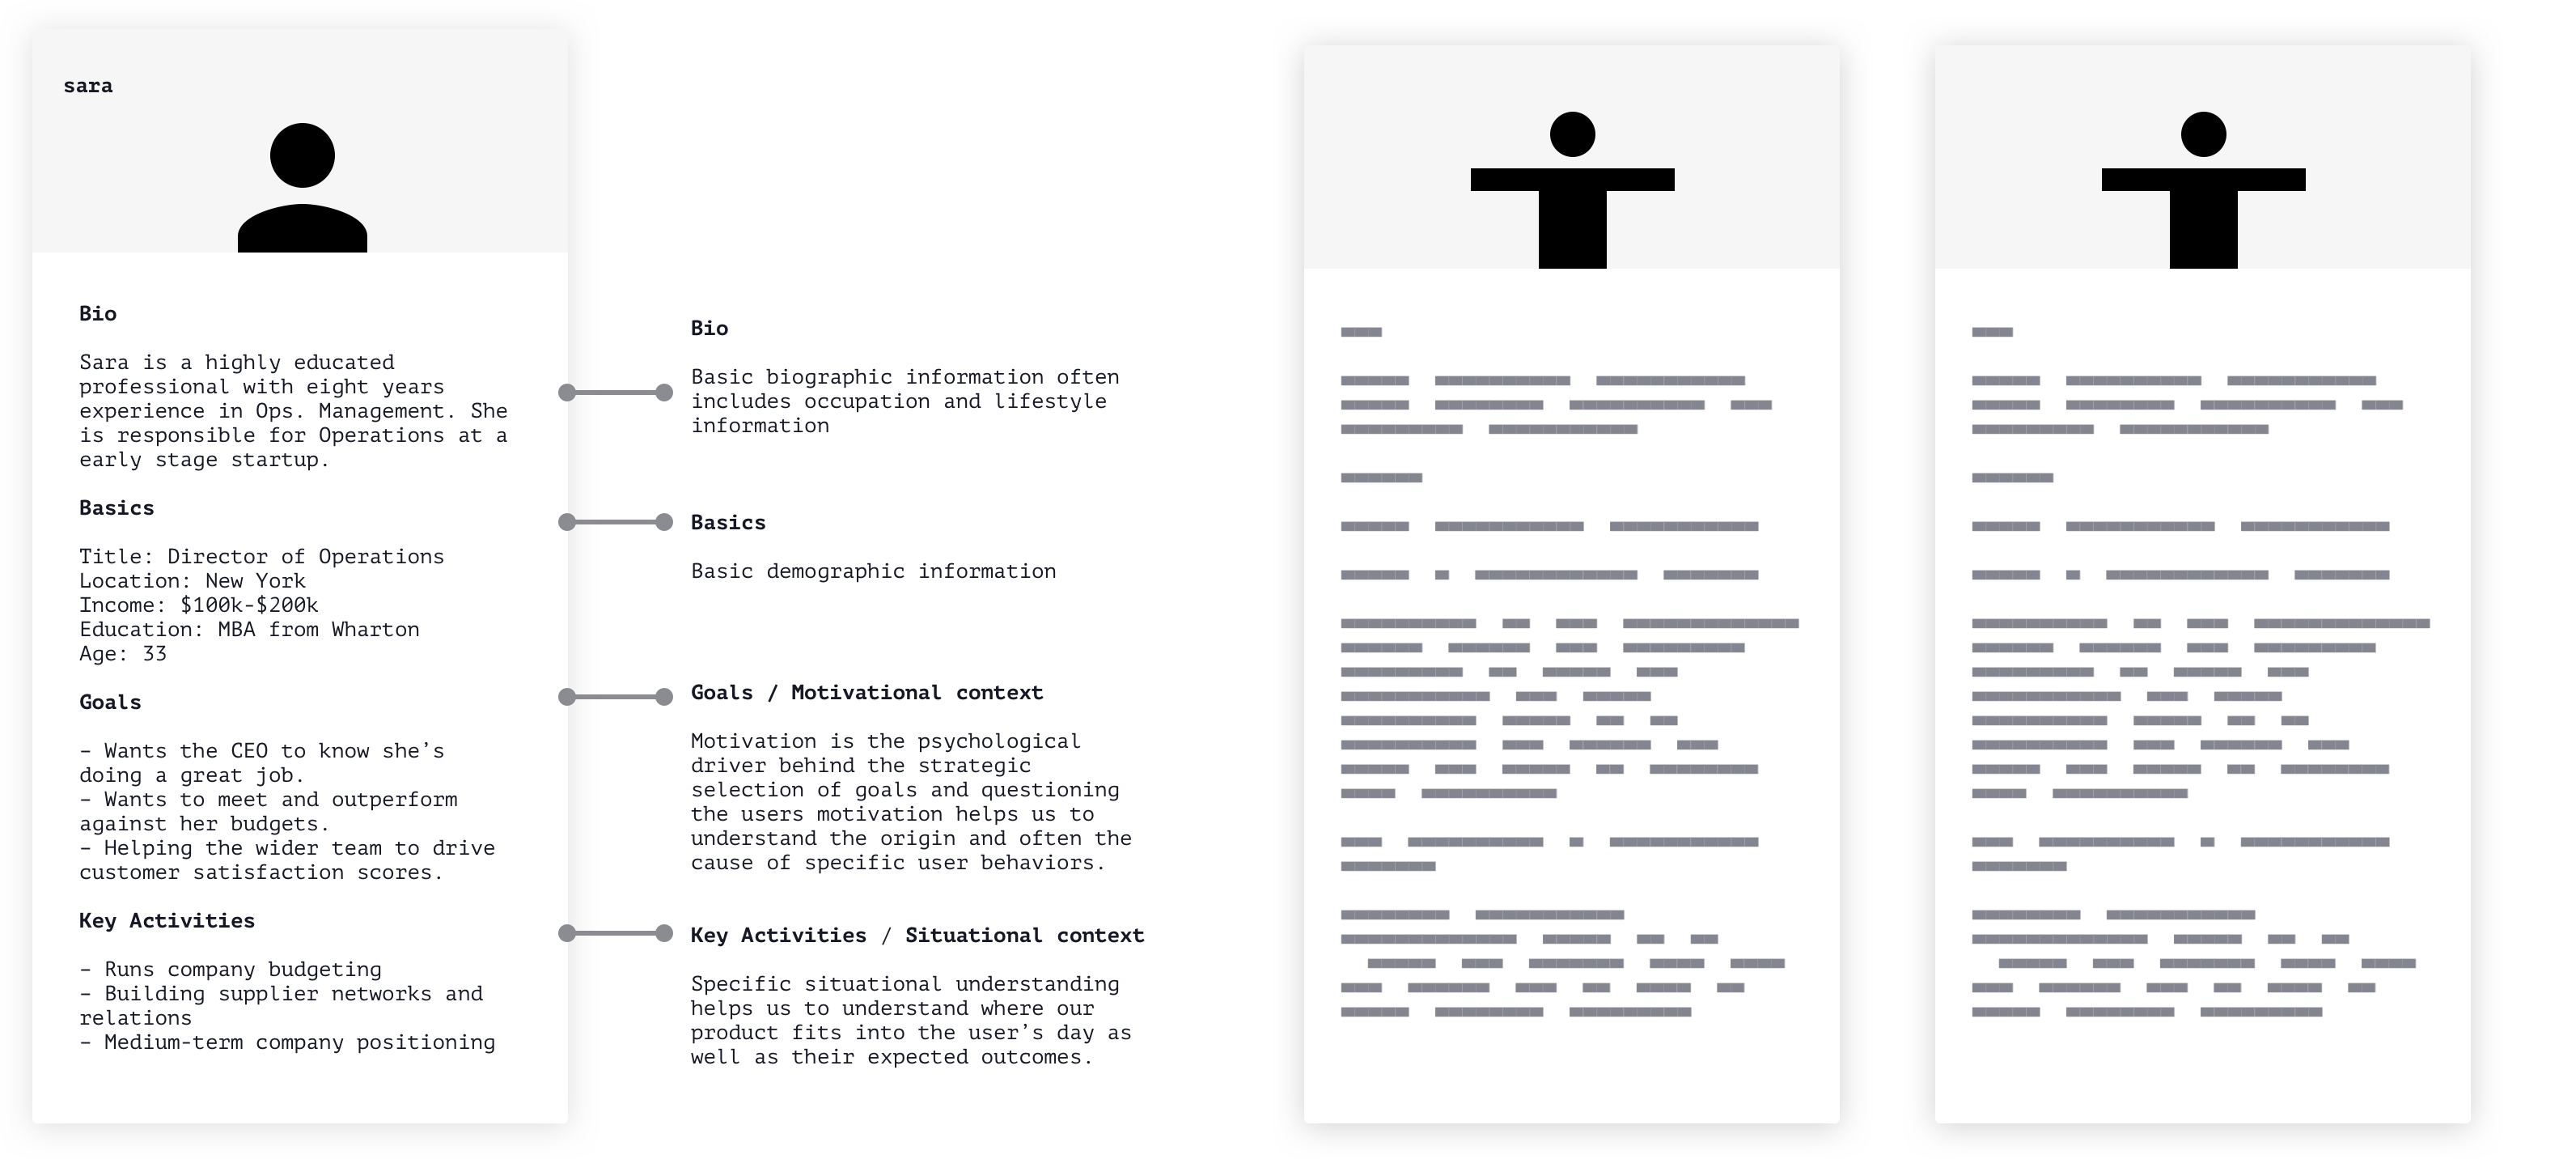 sara
Bio
Sara is a highly educated
professional with eight years
experience in Ops. Management. She
is responsible for Operations at a
early stage startup.
Basics
Title: Director of Operations
Location: New York
Income: $100k-$200k
Education: MBA from Wharton
Age: 33
Goals
– Wants the CEO to know she’s
doing a great job.
– Wants to meet and outperform
against her budgets.
– Helping the wider team to drive
customer satisfaction scores.
Key Activities
– Runs company budgeting
– Building supplier networks and
relations
– Medium-term company positioning
Bio
Basic biographic information often
includes occupation and lifestyle
information
Basics
Basic demographic information
Goals / Motivational context
Motivation is the psychological
driver behind the strategic
selection of goals and questioning
the users motivation helps us to
understand the origin and often the
cause of specific user behaviors.
Key Activities / Situational context
Specific situational understanding
helps us to understand where our
product fits into the user’s day as
well as their expected outcomes.